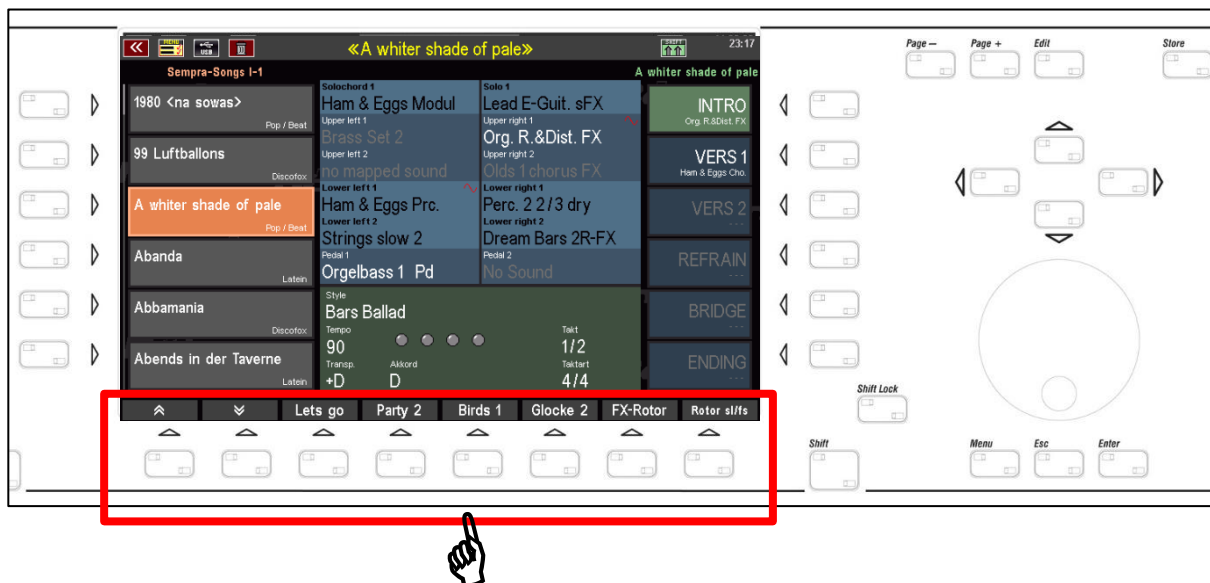 MENU
USB
≪A whiter shade of pale≫
SHIFT
23:17
Sempra-Songs I-1
A whiter shade of pale
1980 <na sowas>
Pop / Beat
99 Luftballons
Discofox
A whiter shade of pale
Pop / Beat
Abanda
Latein
Abbamania
Discofox
Abends in der Taverne
Latein
Solochord 1
Ham & Eggs Modul
Solo 1
Lead E-Guit. sFX
Upper left 1
Brass Set 2
Upper right 1
Org. R.&Dist. FX
Upper left 2
no mapped sound
Upper right 2
Olds 1chorus FX
Lower left 1
Ham & Eggs Prc.
Lower right 1
Perc. 2 2/3 dry
Lower left 2
Strings slow 2
Lower right 2
Dream Bars 2R-FX
Pedal 1
Orgelbass 1 Pd
Pedal 2
No Sound
Style
Bars Ballad
Tempo
90
Takt
1/2
Transp.
+D
Akkord
D
Taktart
4/4
INTRO
Org. R.&Dist. FX
VERS 1
Ham & Eggs Cho.
VERS 2
---
REFRAIN
---
BRIDGE
---
ENDING
---
Lets go
Party 2
Birds 1
Glocke 2
FX-Rotor
Rotor sl/fs
Page –
Page +
Edit
Store
Shift Lock
Shift
Menu
Esc
Enter